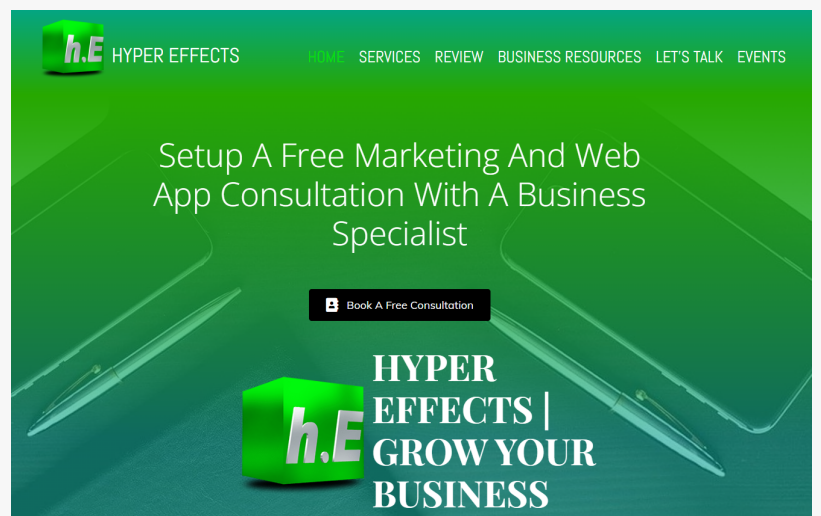 h.E HYPER EFFECTS HOME SERVICES REVIEW BUSINESS RESOURCES LET'S TALK EVENTS
Setup A Free Marketing And Web
App Consultation With A Business
Specialist
Book A Free Consultation
h.E
HYPER
EFFECTS |
GROW YOUR
BUSINESS